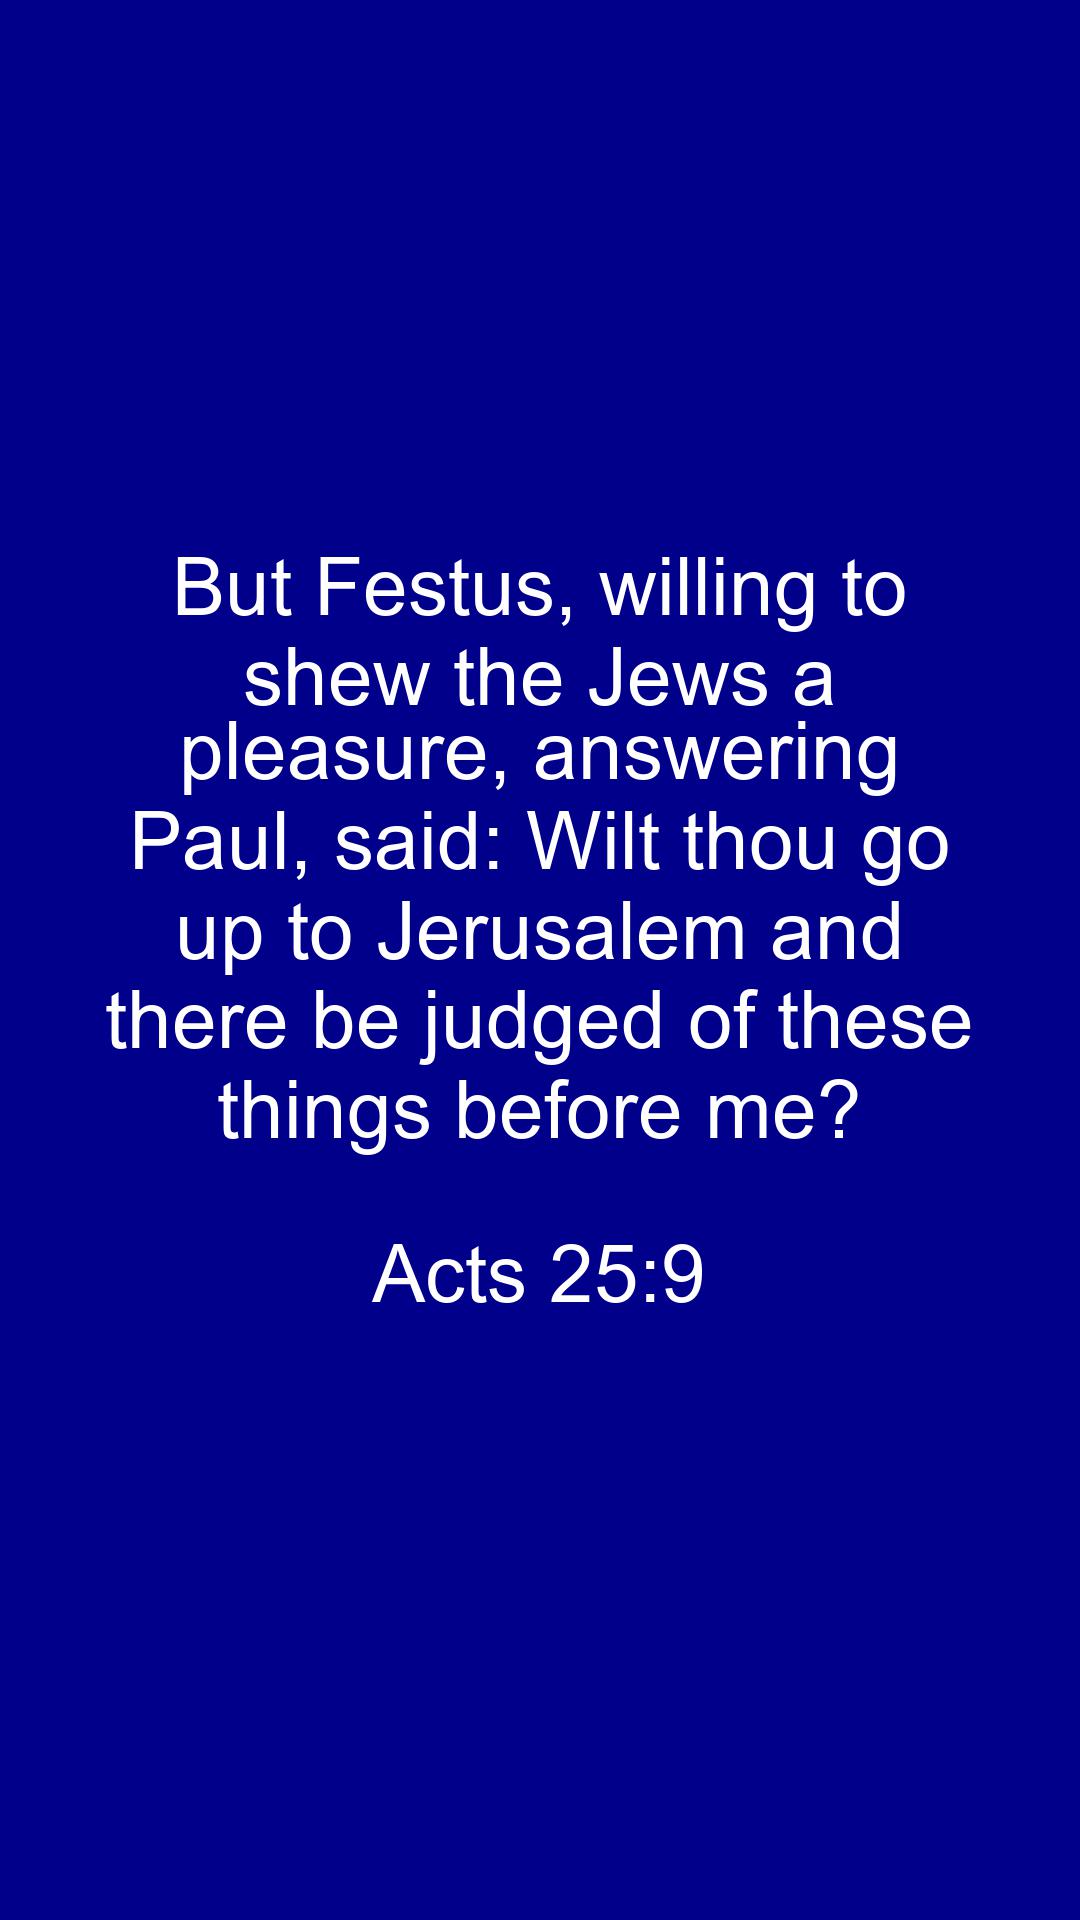 But Festus, willing to
shew the Jews a
pleasure, answering
Paul, said: Wilt thou go
up to Jerusalem and
there be judged of these
things before me?
Acts 25:9